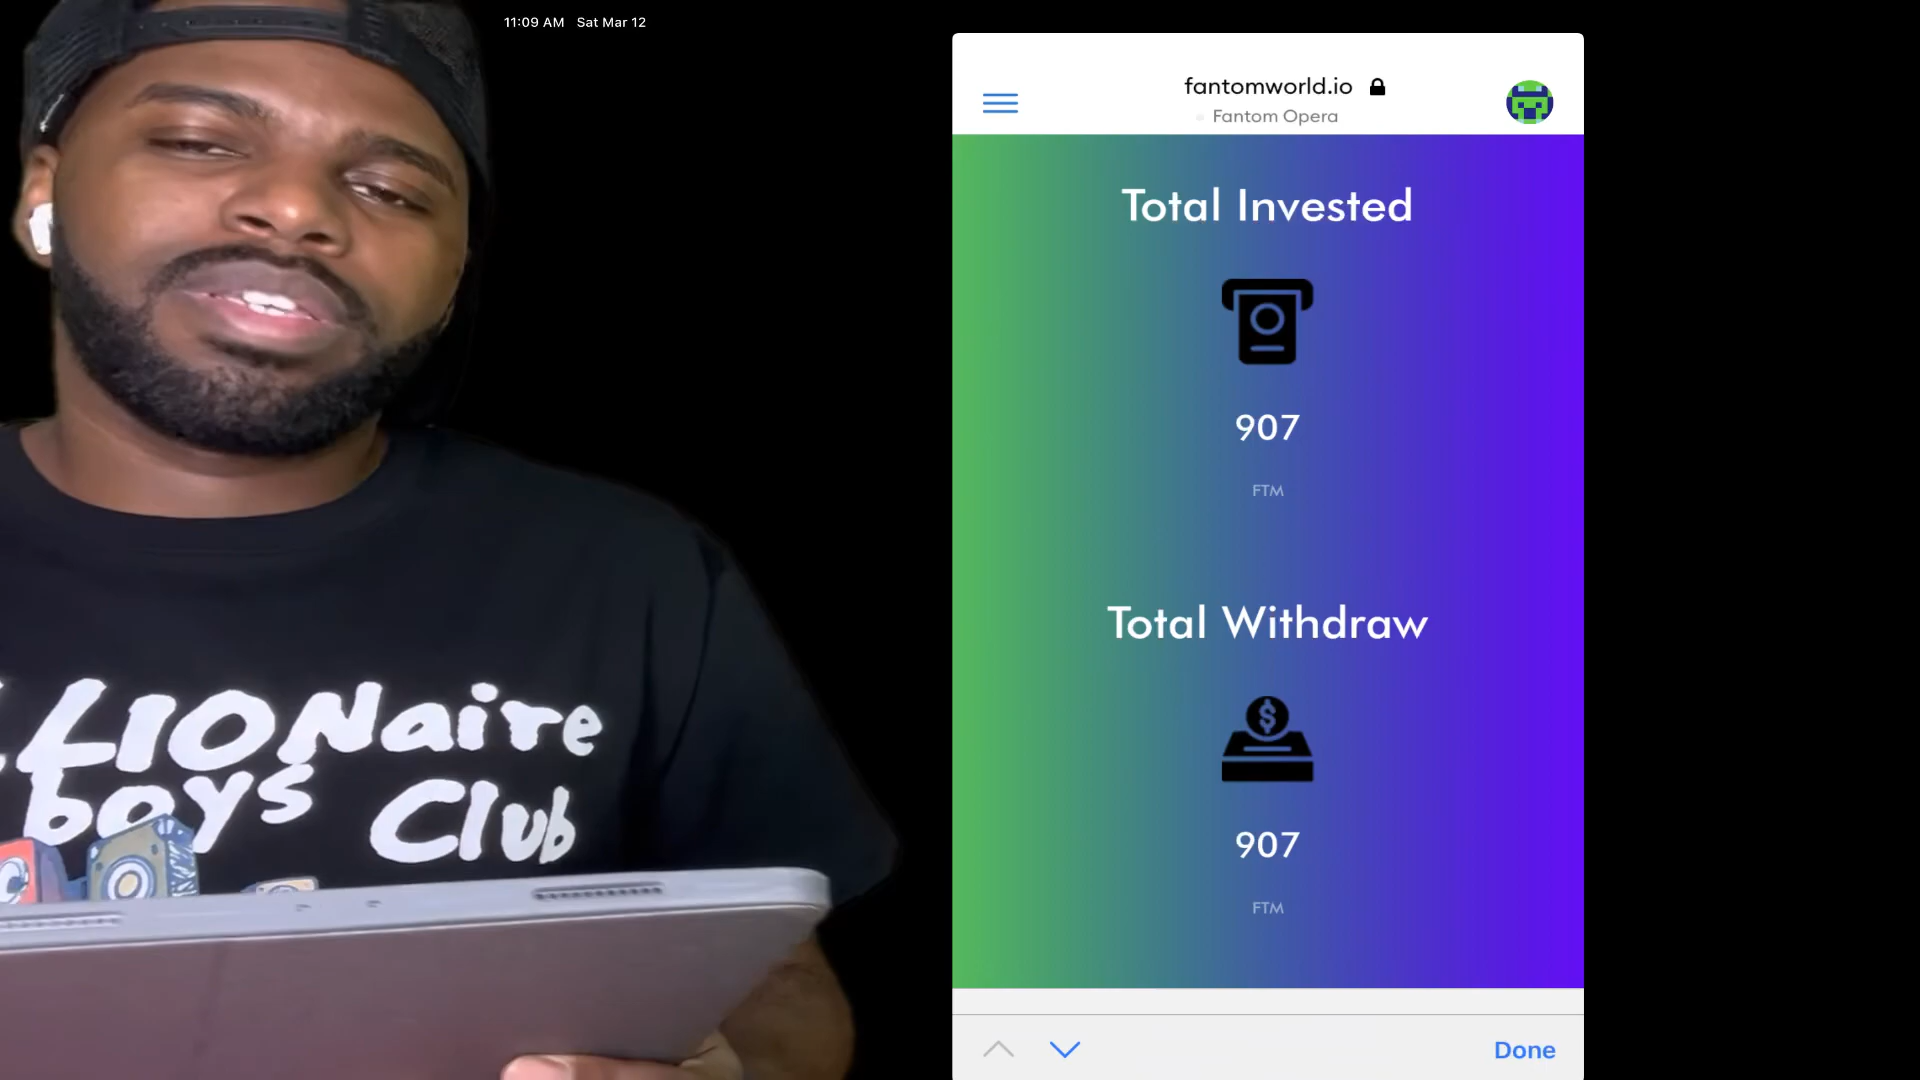 11:09 AM Sat Mar 12
fantomworld.io
Fantom Opera
Total Invested
907
FTM
Total Withdraw
$
907
FTM
Done
LLIONaire
boys Club